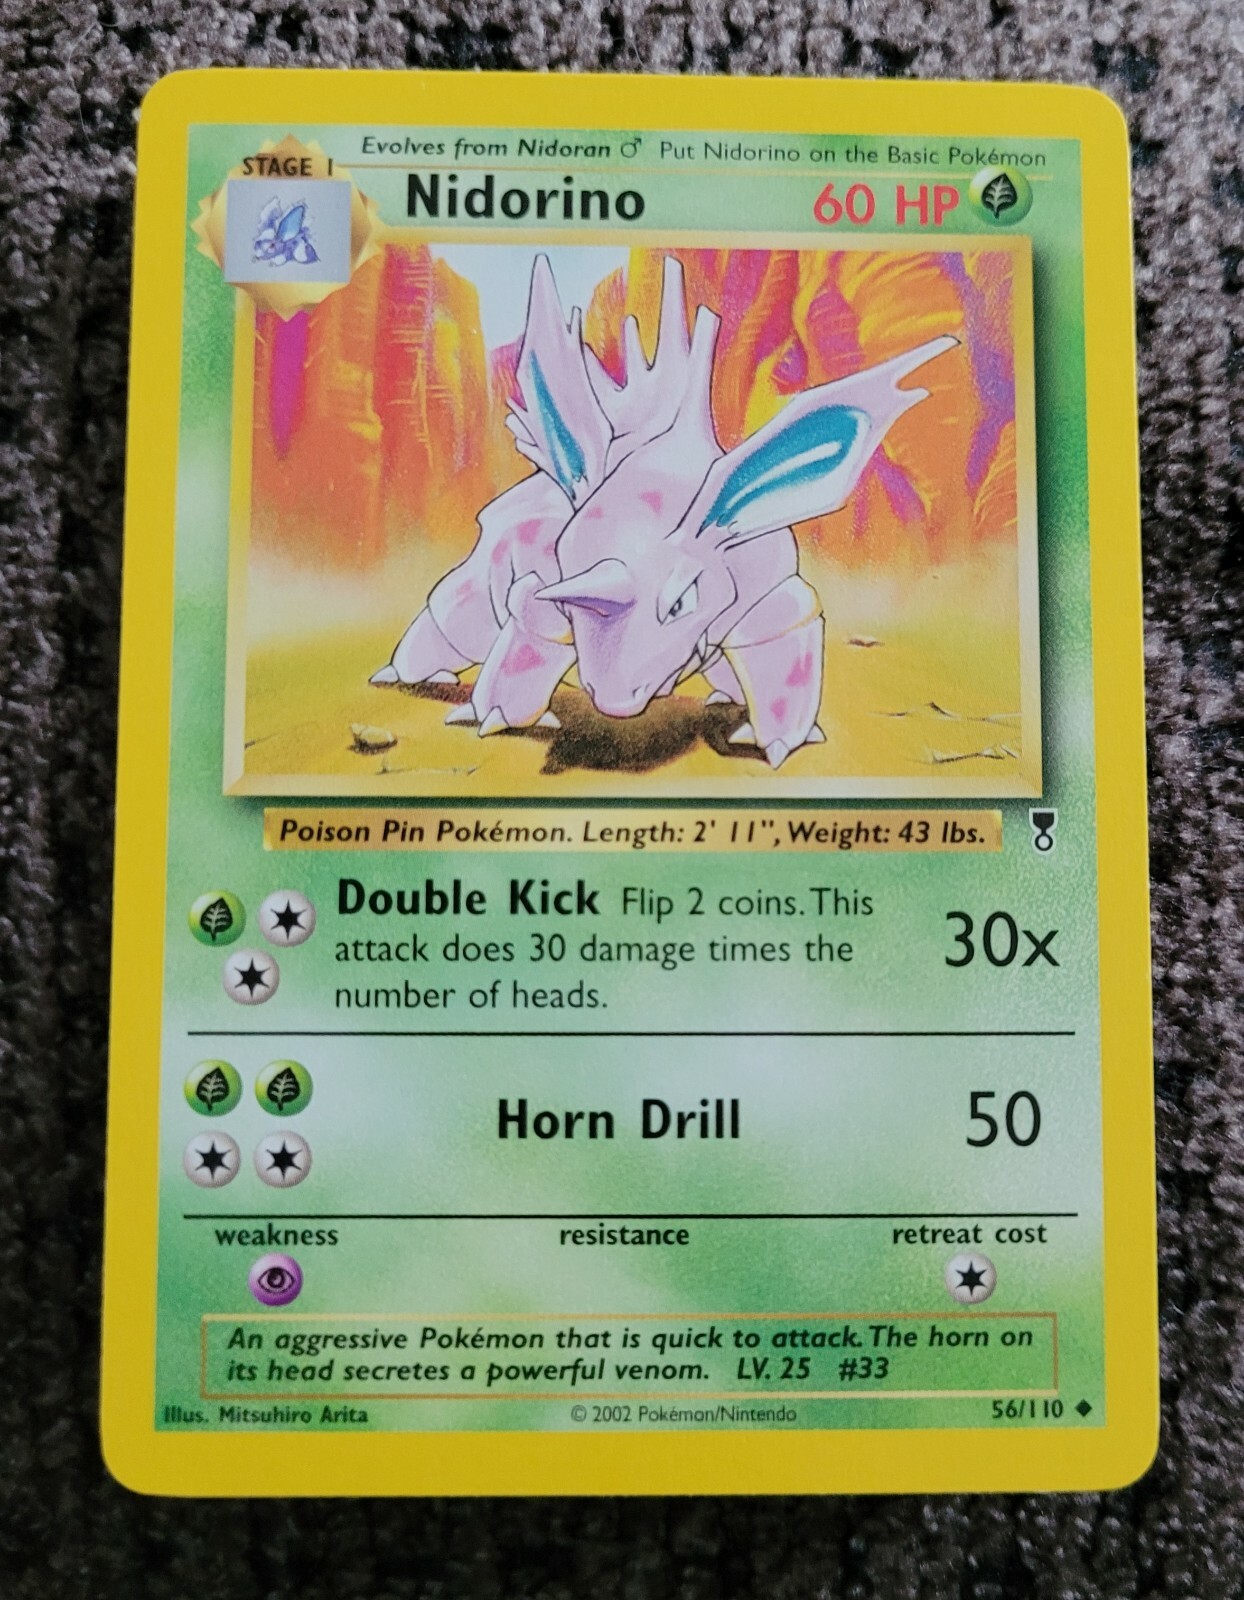 Evolves from Nidoran ♂ Put Nidorino on the Basic Pokémon
STAGE 1
Nidorino 60 HP
Poison Pin Pokémon. Length: 2' 11", Weight: 43 lbs.
Double Kick Flip 2 coins. This
attack does 30 damage times the
number of heads.
30x
Horn Drill 50
weakness resistance retreat cost
An aggressive Pokémon that is quick to attack. The horn on
its head secretes a powerful venom. LV. 25 #33
Illus. Mitsuhiro Arita © 2002 Pokémon/Nintendo 56/110 ◆